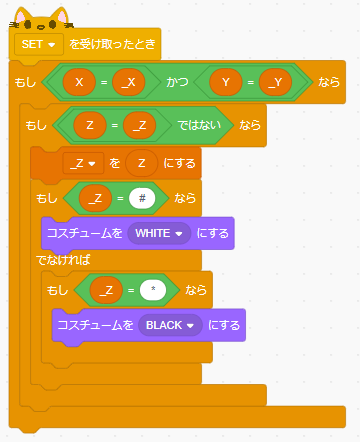 SET を受け取ったとき
もし X = _X かつ Y = _Y なら
もし Z = _Z ではない なら
_Z を Z にする
もし _Z = # なら
コスチュームを WHITE にする
でなければ
もし _Z = * なら
コスチュームを BLACK にする